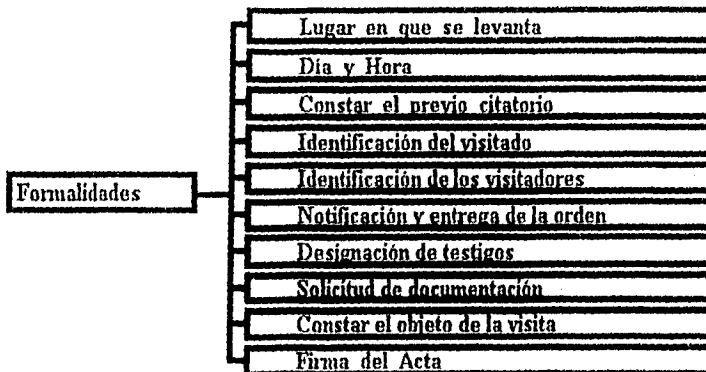 Formalidades
Lugar en que se levanta
Día y Hora
Constar el previo citatorio
Identificación del visitado
Identificación de los visitadores
Notificación y entrega de la orden
Designación de testigos
Solicitud de documentación
Constar el objeto de la visita
Firma del Acta